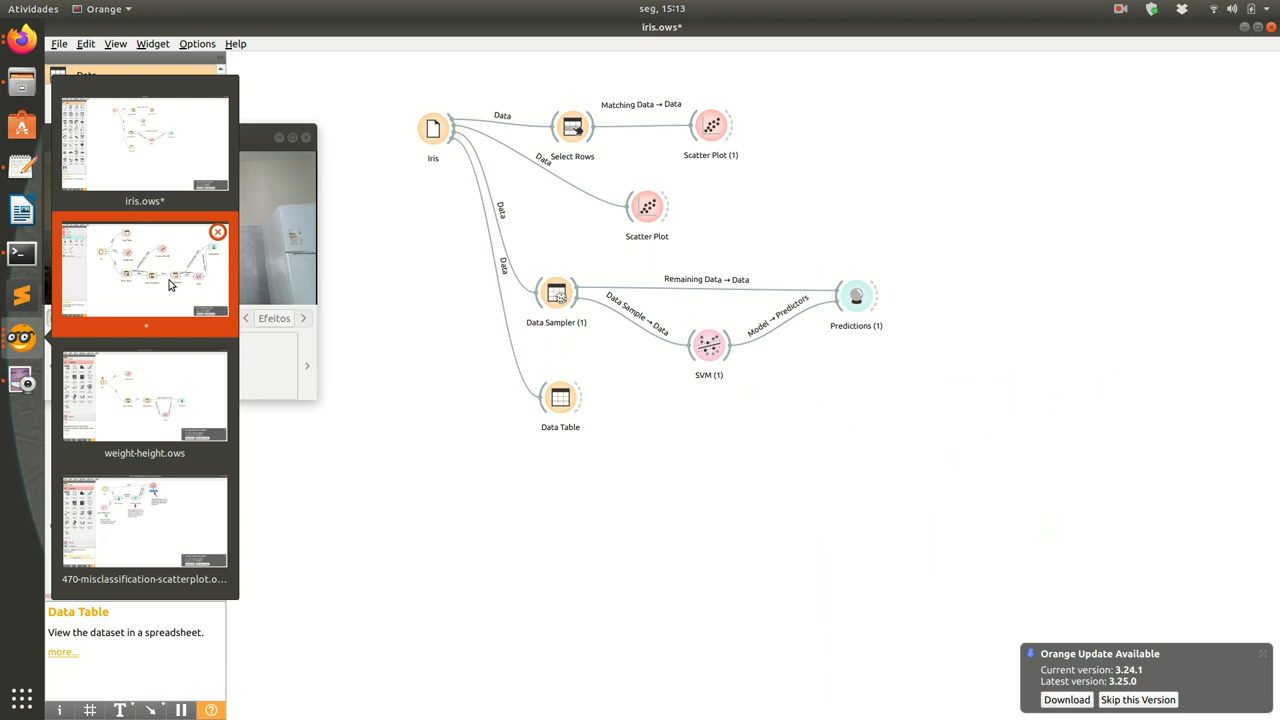 Atividades
Orange
seg, 15:13
iris.ows*
File Edit View Widget Options Help
Data
iris.ows*
*
weight-height.ows
470-misclassification-scatterplot.o...
Efeitos
Data
Matching Data → Data
Iris
Select Rows
Scatter Plot (1)
Data
Scatter Plot
Data
Data
Remaining Data → Data
Data Sample → Data
Model → Predictors
Data Sampler (1)
Predictions (1)
SVM (1)
Data Table
Data Table
View the dataset in a spreadsheet.
more...
Orange Update Available
Current version: 3.24.1
Latest version: 3.25.0
Download
Skip this Version